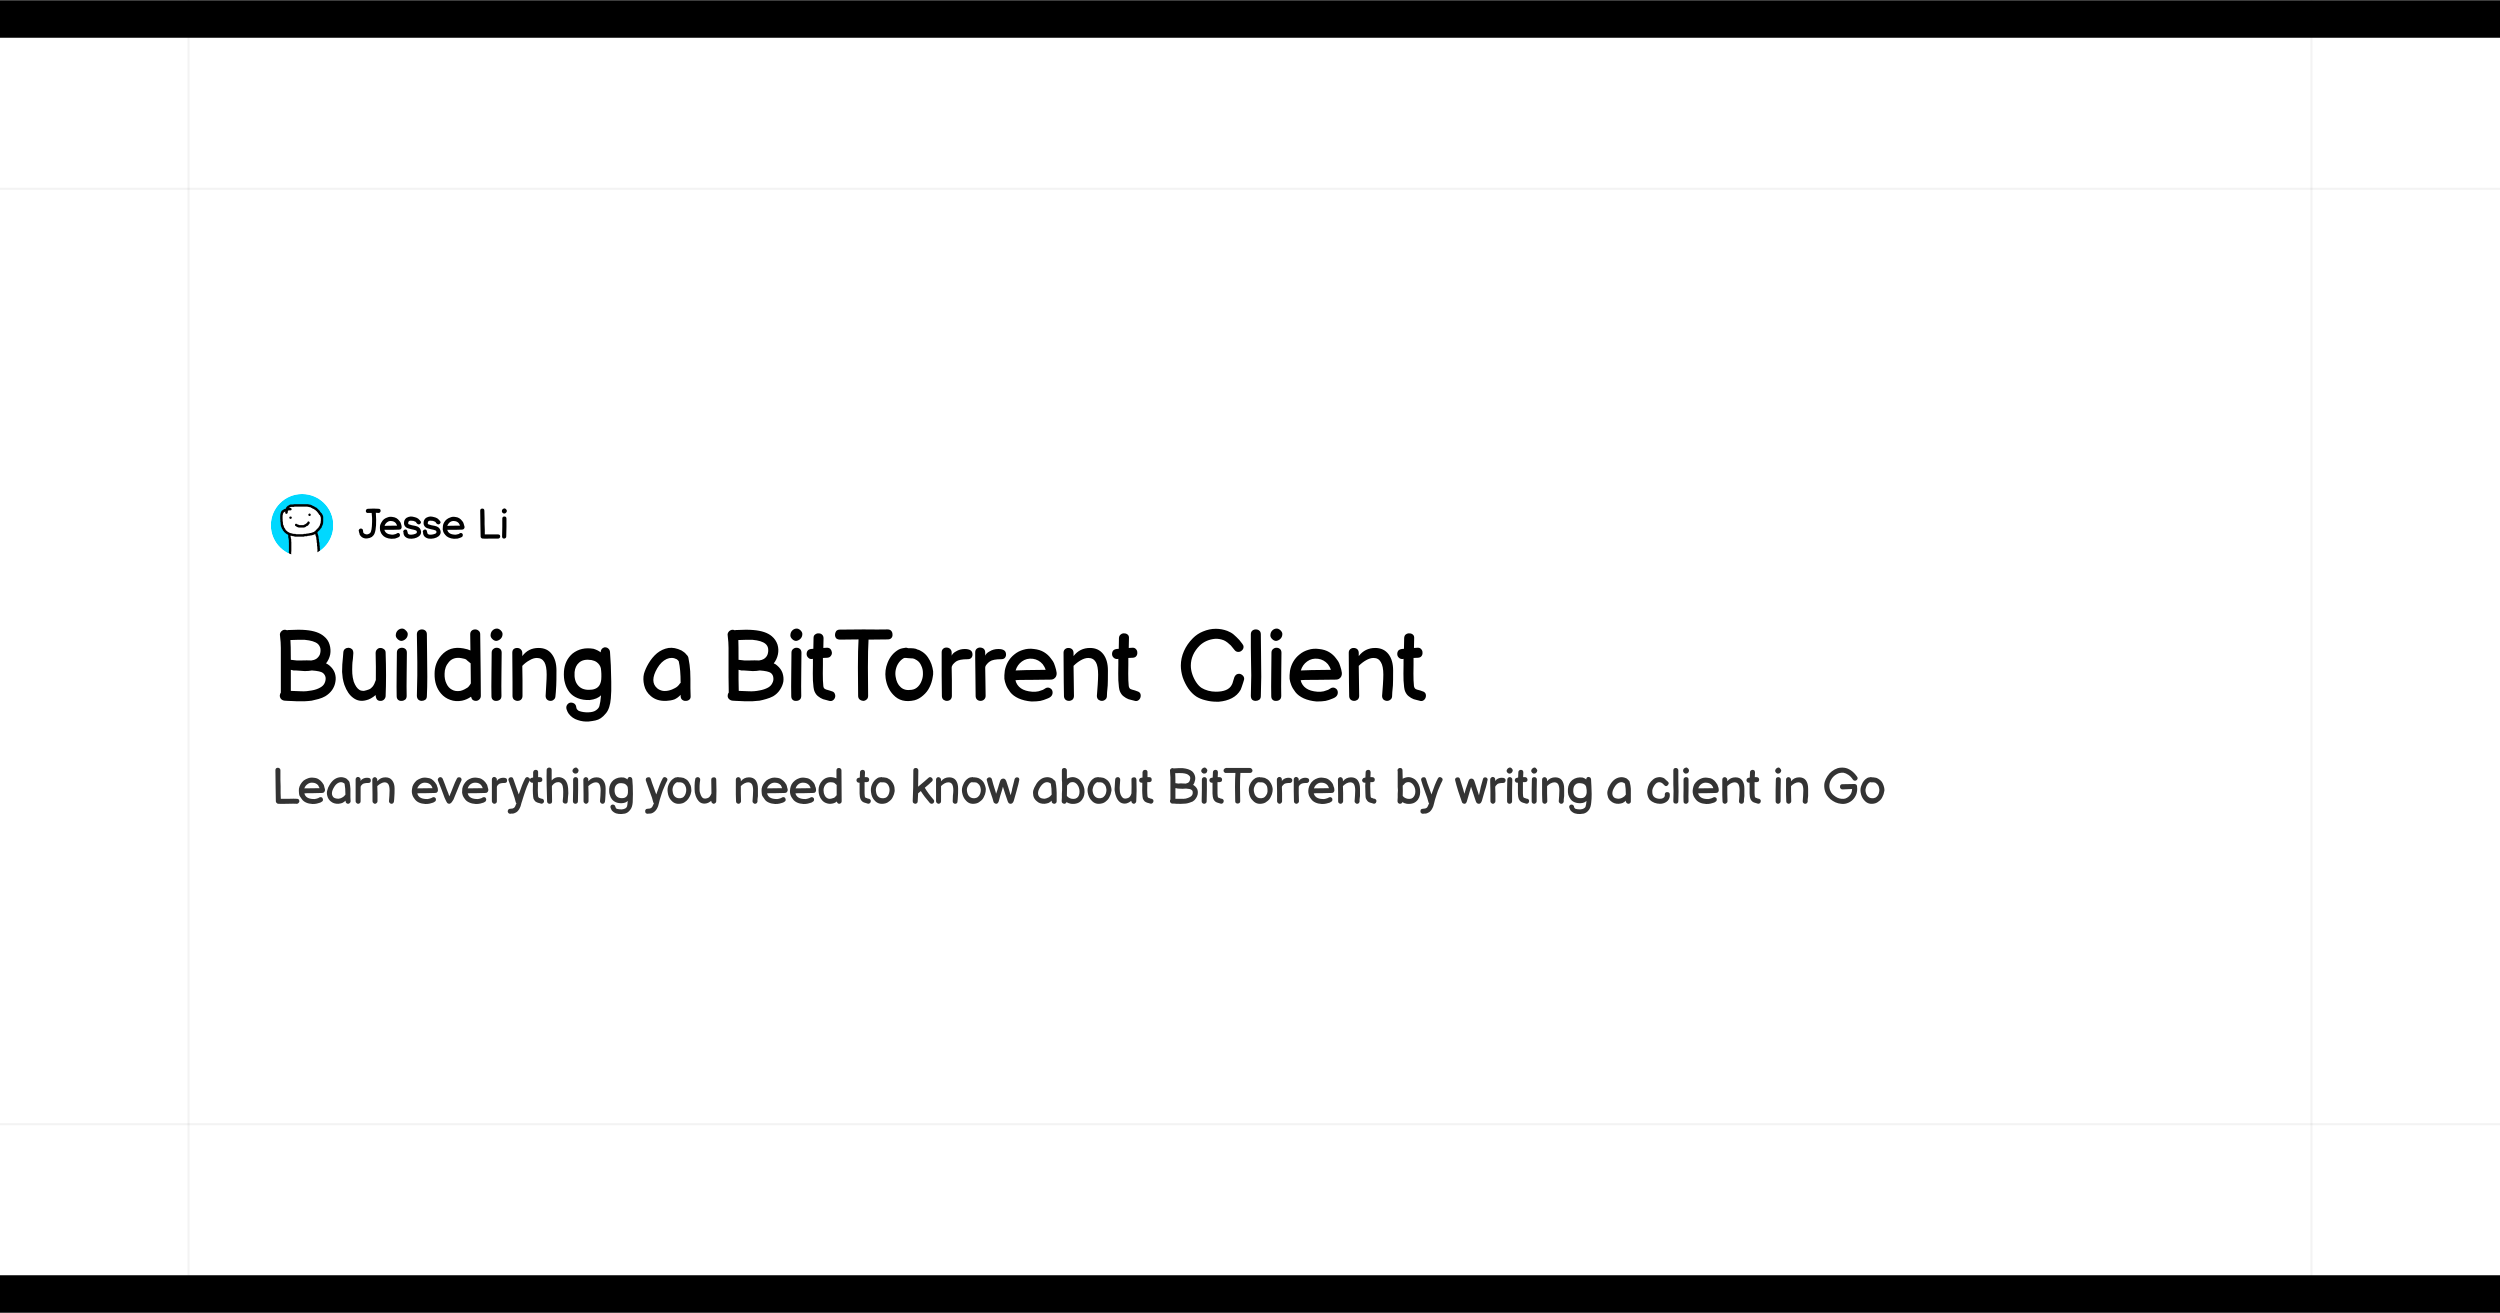 Jesse Li
Building a BitTorrent Client
Learn everything you need to know about BitTorrent by writing a client in Go